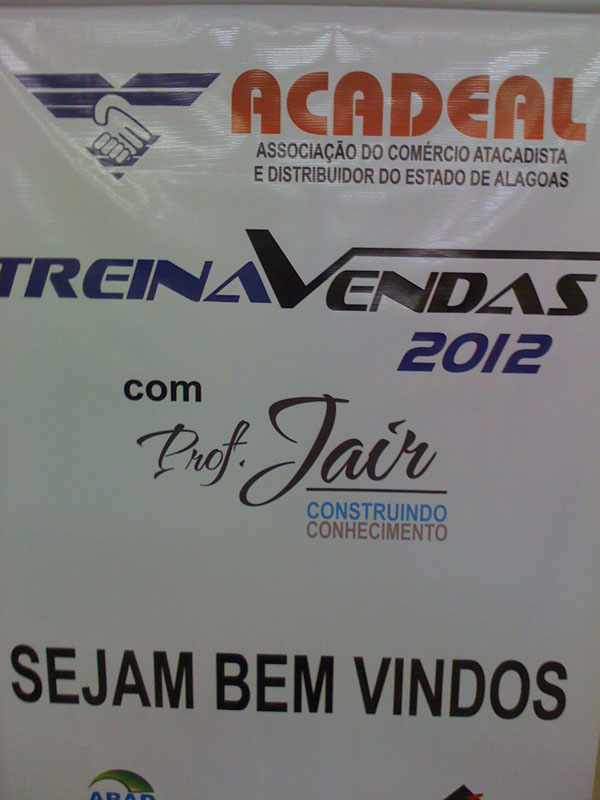 ACADEAL
ASSOCIAÇÃO DO COMÉRCIO ATACADISTA
E DISTRIBUIDOR DO ESTADO DE ALAGOAS
TREINAVENDAS
2012
com
Prof. Jair
CONSTRUINDO
CONHECIMENTO
SEJAM BEM VINDOS
ABAD